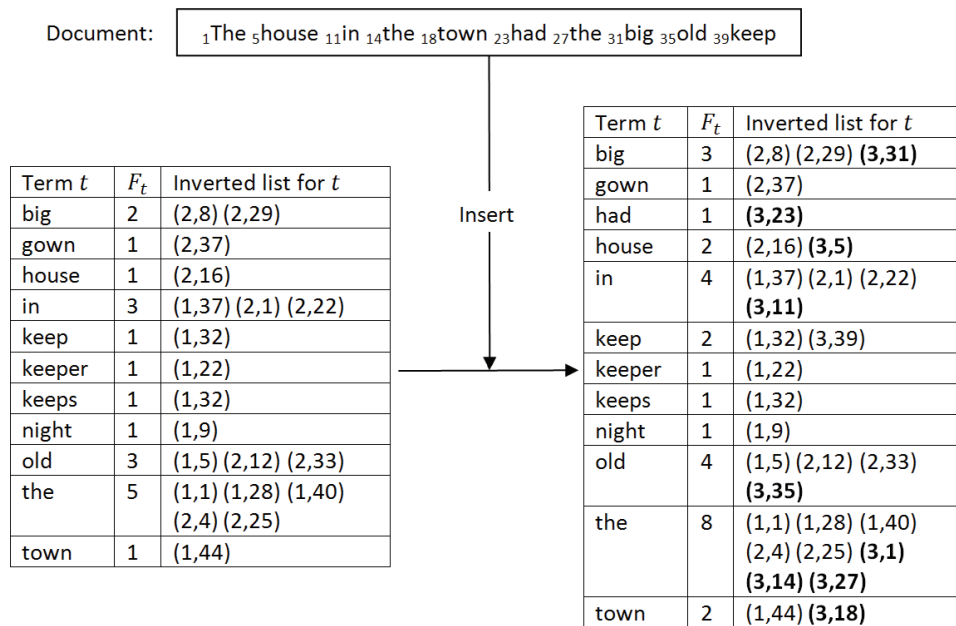 Document:
1The 5house 11in 14the 18town 23had 27the 31big 35old 39keep
Term t Ft Inverted list for t
big 2 (2,8) (2,29)
gown 1 (2,37)
house 1 (2,16)
in 3 (1,37) (2,1) (2,22)
keep 1 (1,32)
keeper 1 (1,22)
keeps 1 (1,32)
night 1 (1,9)
old 3 (1,5) (2,12) (2,33)
the 5 (1,1) (1,28) (1,40)
(2,4) (2,25)
town 1 (1,44)
Insert
Term t Ft Inverted list for t
big 3 (2,8) (2,29) (3,31)
gown 1 (2,37)
had 1 (3,23)
house 2 (2,16) (3,5)
in 4 (1,37) (2,1) (2,22)
(3,11)
keep 2 (1,32) (3,39)
keeper 1 (1,22)
keeps 1 (1,32)
night 1 (1,9)
old 4 (1,5) (2,12) (2,33)
(3,35)
the 8 (1,1) (1,28) (1,40)
(2,4) (2,25) (3,1)
(3,14) (3,27)
town 2 (1,44) (3,18)